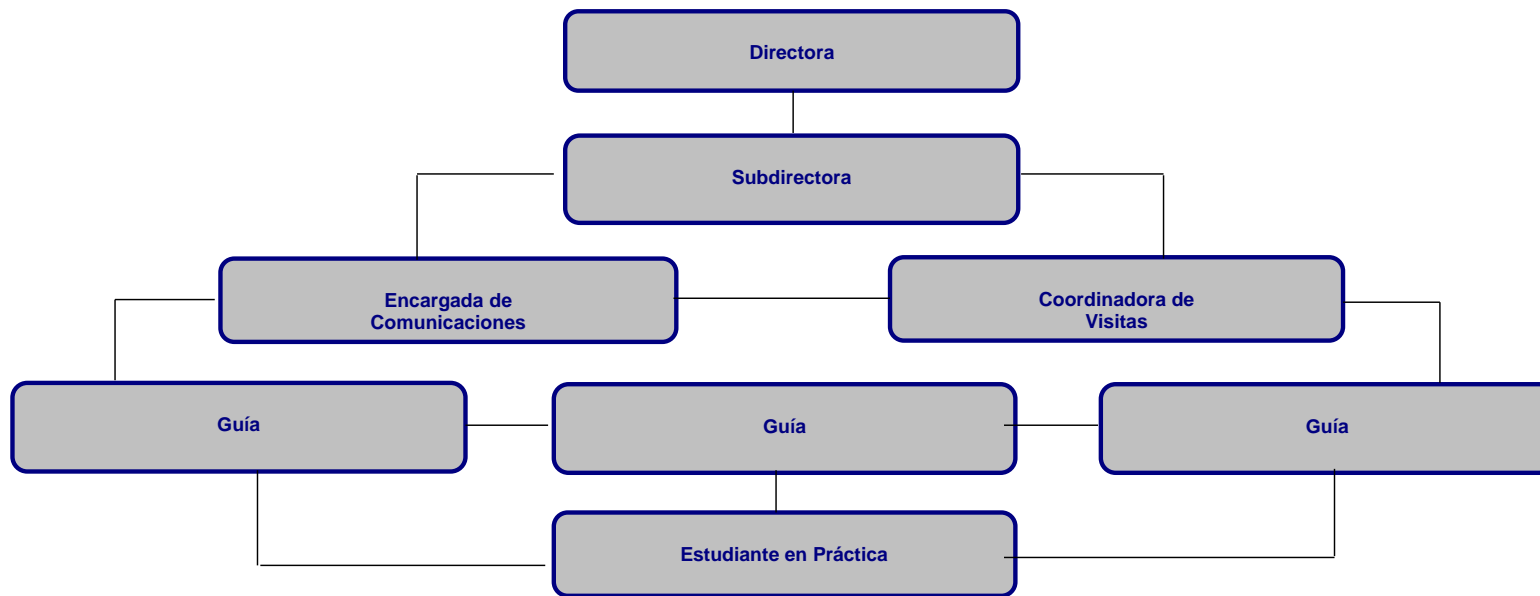 Directora
Subdirectora
Encargada de
Comunicaciones
Coordinadora de
Visitas
Guía
Guía
Guía
Estudiante en Práctica